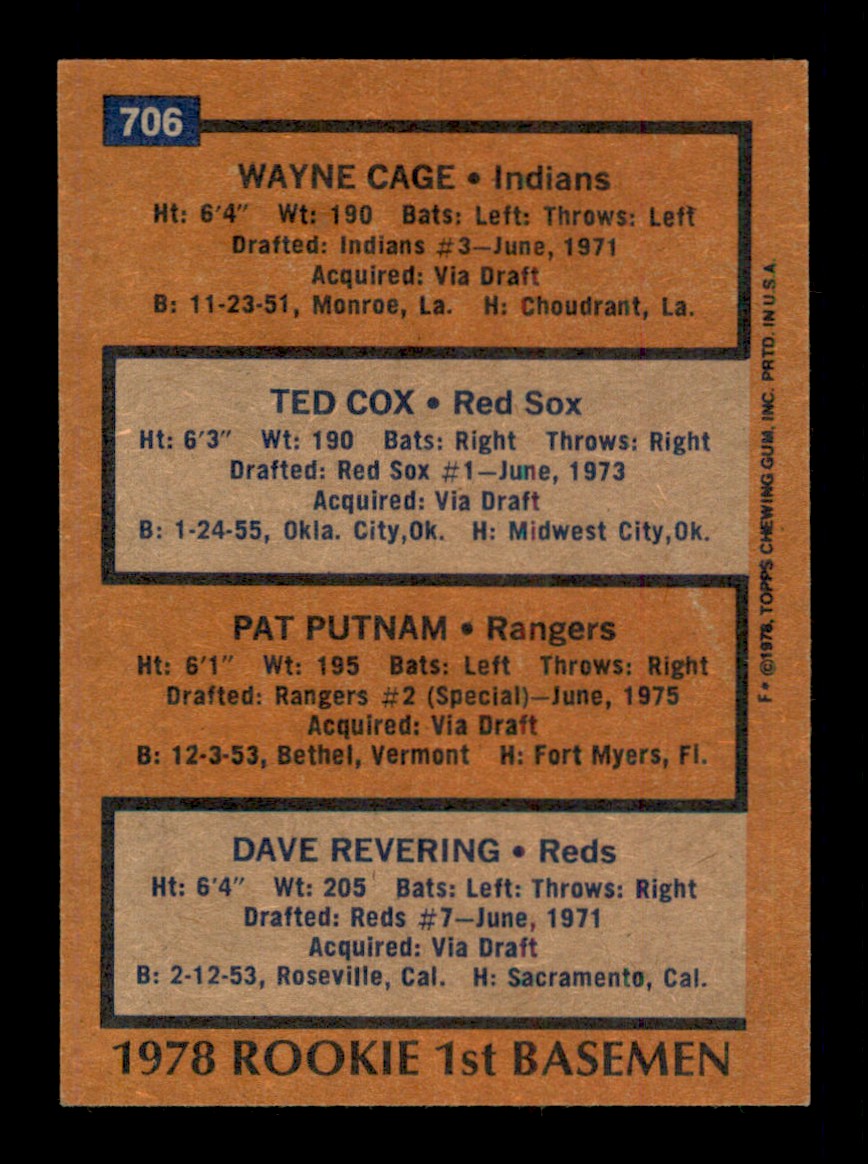 706
WAYNE CAGE • Indians
Ht: 6'4" Wt: 190 Bats: Left: Throws: Left
Drafted: Indians #3—June, 1971
Acquired: Via Draft
B: 11-23-51, Monroe, La. H: Choudrant, La.
TED COX • Red Sox
Ht: 6'3" Wt: 190 Bats: Right Throws: Right
Drafted: Red Sox #1—June, 1973
Acquired: Via Draft
B: 1-24-55, Okla. City,Ok. H: Midwest City,Ok.
PAT PUTNAM • Rangers
Ht: 6'1" Wt: 195 Bats: Left Throws: Right
Drafted: Rangers #2 (Special)—June, 1975
Acquired: Via Draft
B: 12-3-53, Bethel, Vermont H: Fort Myers, Fl.
DAVE REVERING • Reds
Ht: 6'4" Wt: 205 Bats: Left: Throws: Right
Drafted: Reds #7—June, 1971
Acquired: Via Draft
B: 2-12-53, Roseville, Cal. H: Sacramento, Cal.
1978 ROOKIE 1st BASEMEN
F* ©1978, TOPPS CHEWING GUM, INC. PRTD. IN U.S.A.